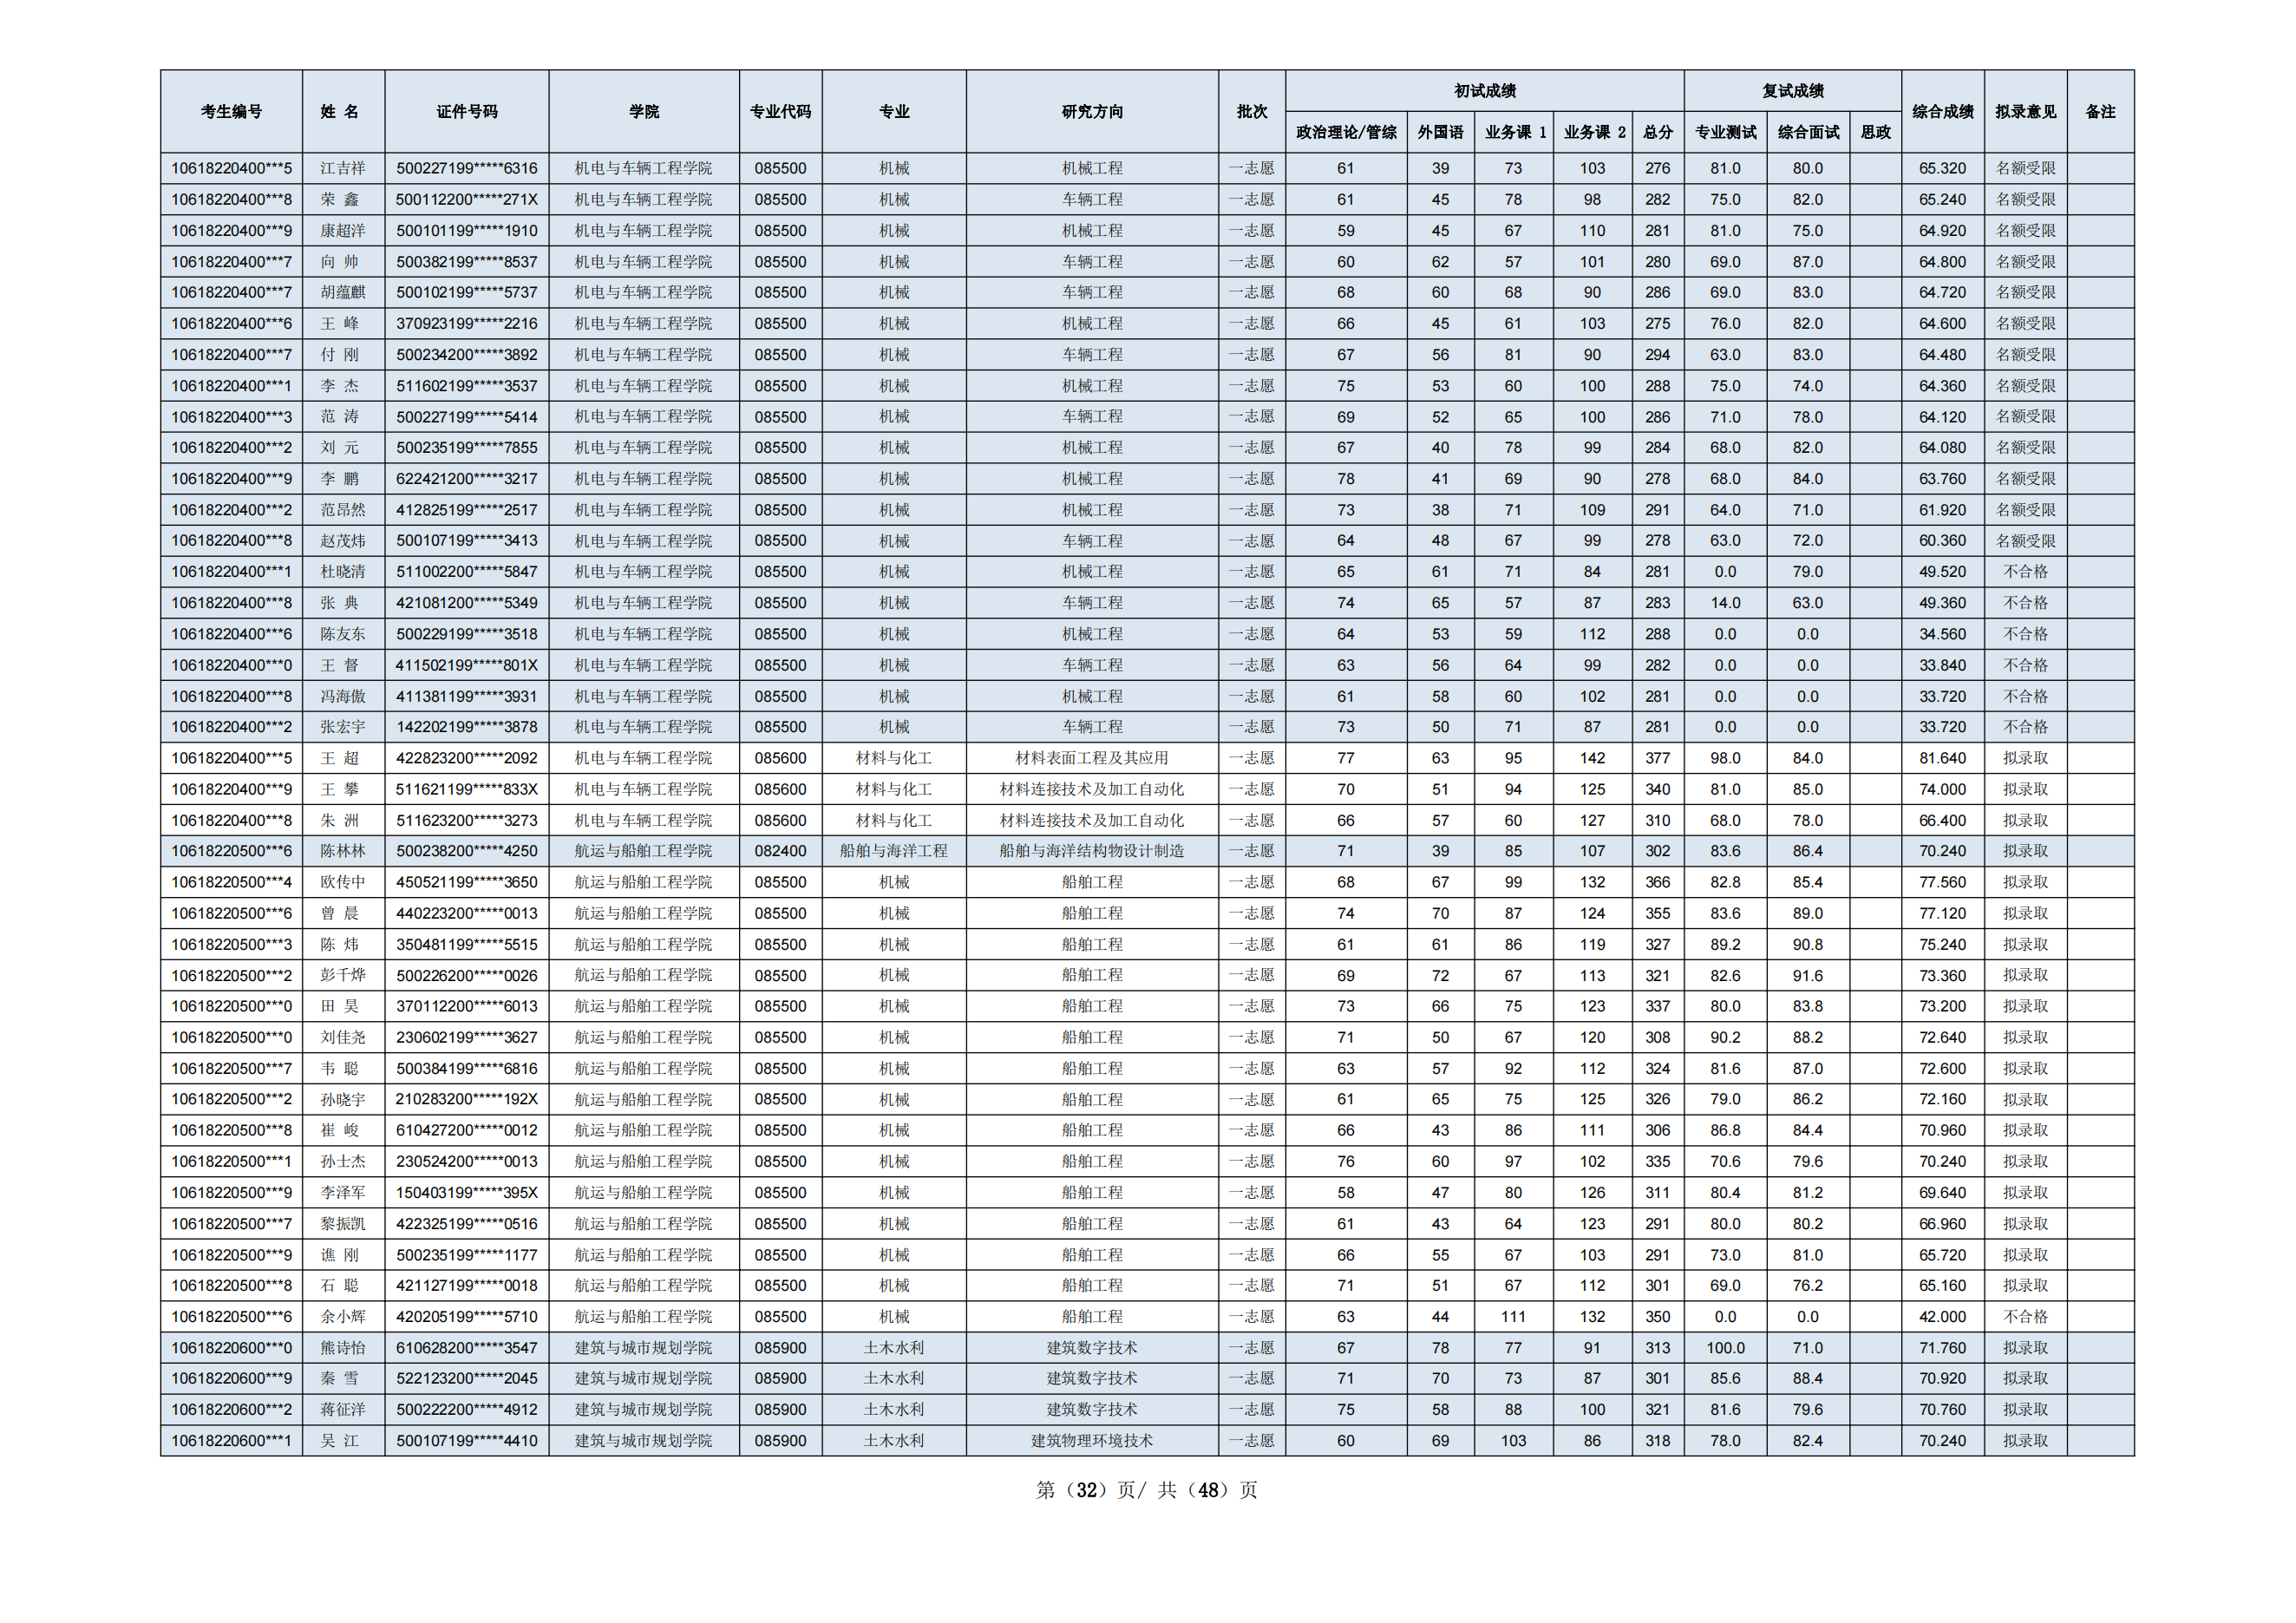 考生编号 姓 名 证件号码 学院 专业代码 专业 研究方向 批次 初试成绩 复试成绩 综合成绩 拟录意见 备注
政治理论/管综 外国语 业务课 1 业务课 2 总分 专业测试 综合面试 思政
10618220400***5 江吉祥 500227199*****6316 机电与车辆工程学院 085500 机械 机械工程 一志愿 61 39 73 103 276 81.0 80.0 65.320 名额受限
10618220400***8 荣 鑫 500112200*****271X 机电与车辆工程学院 085500 机械 车辆工程 一志愿 61 45 78 98 282 75.0 82.0 65.240 名额受限
10618220400***9 康超洋 500101199*****1910 机电与车辆工程学院 085500 机械 机械工程 一志愿 59 45 67 110 281 81.0 75.0 64.920 名额受限
10618220400***7 向 帅 500382199*****8537 机电与车辆工程学院 085500 机械 车辆工程 一志愿 60 62 57 101 280 69.0 87.0 64.800 名额受限
10618220400***7 胡蕴麒 500102199*****5737 机电与车辆工程学院 085500 机械 车辆工程 一志愿 68 60 68 90 286 69.0 83.0 64.720 名额受限
10618220400***6 王 峰 370923199*****2216 机电与车辆工程学院 085500 机械 机械工程 一志愿 66 45 61 103 275 76.0 82.0 64.600 名额受限
10618220400***7 付 刚 500234200*****3892 机电与车辆工程学院 085500 机械 车辆工程 一志愿 67 56 81 90 294 63.0 83.0 64.480 名额受限
10618220400***1 李 杰 511602199*****3537 机电与车辆工程学院 085500 机械 机械工程 一志愿 75 53 60 100 288 75.0 74.0 64.360 名额受限
10618220400***3 范 涛 500227199*****5414 机电与车辆工程学院 085500 机械 车辆工程 一志愿 69 52 65 100 286 71.0 78.0 64.120 名额受限
10618220400***2 刘 元 500235199*****7855 机电与车辆工程学院 085500 机械 机械工程 一志愿 67 40 78 99 284 68.0 82.0 64.080 名额受限
10618220400***9 李 鹏 622421200*****3217 机电与车辆工程学院 085500 机械 机械工程 一志愿 78 41 69 90 278 68.0 84.0 63.760 名额受限
10618220400***2 范昂然 412825199*****2517 机电与车辆工程学院 085500 机械 机械工程 一志愿 73 38 71 109 291 64.0 71.0 61.920 名额受限
10618220400***8 赵茂炜 500107199*****3413 机电与车辆工程学院 085500 机械 车辆工程 一志愿 64 48 67 99 278 63.0 72.0 60.360 名额受限
10618220400***1 杜晓清 511002200*****5847 机电与车辆工程学院 085500 机械 机械工程 一志愿 65 61 71 84 281 0.0 79.0 49.520 不合格
10618220400***8 张 典 421081200*****5349 机电与车辆工程学院 085500 机械 车辆工程 一志愿 74 65 57 87 283 14.0 63.0 49.360 不合格
10618220400***6 陈友东 500229199*****3518 机电与车辆工程学院 085500 机械 机械工程 一志愿 64 53 59 112 288 0.0 0.0 34.560 不合格
10618220400***0 王 督 411502199*****801X 机电与车辆工程学院 085500 机械 车辆工程 一志愿 63 56 64 99 282 0.0 0.0 33.840 不合格
10618220400***8 冯海傲 411381199*****3931 机电与车辆工程学院 085500 机械 机械工程 一志愿 61 58 60 102 281 0.0 0.0 33.720 不合格
10618220400***2 张宏宇 142202199*****3878 机电与车辆工程学院 085500 机械 车辆工程 一志愿 73 50 71 87 281 0.0 0.0 33.720 不合格
10618220400***5 王 超 422823200*****2092 机电与车辆工程学院 085600 材料与化工 材料表面工程及其应用 一志愿 77 63 95 142 377 98.0 84.0 81.640 拟录取
10618220400***9 王 攀 511621199*****833X 机电与车辆工程学院 085600 材料与化工 材料连接技术及加工自动化 一志愿 70 51 94 125 340 81.0 85.0 74.000 拟录取
10618220400***8 朱 洲 511623200*****3273 机电与车辆工程学院 085600 材料与化工 材料连接技术及加工自动化 一志愿 66 57 60 127 310 68.0 78.0 66.400 拟录取
10618220500***6 陈林林 500238200*****4250 航运与船舶工程学院 082400 船舶与海洋工程 船舶与海洋结构物设计制造 一志愿 71 39 85 107 302 83.6 86.4 70.240 拟录取
10618220500***4 欧传中 450521199*****3650 航运与船舶工程学院 085500 机械 船舶工程 一志愿 68 67 99 132 366 82.8 85.4 77.560 拟录取
10618220500***6 曾 晨 440223200*****0013 航运与船舶工程学院 085500 机械 船舶工程 一志愿 74 70 87 124 355 83.6 89.0 77.120 拟录取
10618220500***3 陈 炜 350481199*****5515 航运与船舶工程学院 085500 机械 船舶工程 一志愿 61 61 86 119 327 89.2 90.8 75.240 拟录取
10618220500***2 彭千烨 500226200*****0026 航运与船舶工程学院 085500 机械 船舶工程 一志愿 69 72 67 113 321 82.6 91.6 73.360 拟录取
10618220500***0 田 昊 370112200*****6013 航运与船舶工程学院 085500 机械 船舶工程 一志愿 73 66 75 123 337 80.0 83.8 73.200 拟录取
10618220500***0 刘佳尧 230602199*****3627 航运与船舶工程学院 085500 机械 船舶工程 一志愿 71 50 67 120 308 90.2 88.2 72.640 拟录取
10618220500***7 韦 聪 500384199*****6816 航运与船舶工程学院 085500 机械 船舶工程 一志愿 63 57 92 112 324 81.6 87.0 72.600 拟录取
10618220500***2 孙晓宇 210283200*****192X 航运与船舶工程学院 085500 机械 船舶工程 一志愿 61 65 75 125 326 79.0 86.2 72.160 拟录取
10618220500***8 崔 峻 610427200*****0012 航运与船舶工程学院 085500 机械 船舶工程 一志愿 66 43 86 111 306 86.8 84.4 70.960 拟录取
10618220500***1 孙士杰 230524200*****0013 航运与船舶工程学院 085500 机械 船舶工程 一志愿 76 60 97 102 335 70.6 79.6 70.240 拟录取
10618220500***9 李泽军 150403199*****395X 航运与船舶工程学院 085500 机械 船舶工程 一志愿 58 47 80 126 311 80.4 81.2 69.640 拟录取
10618220500***7 黎振凯 422325199*****0516 航运与船舶工程学院 085500 机械 船舶工程 一志愿 61 43 64 123 291 80.0 80.2 66.960 拟录取
10618220500***9 谯 刚 500235199*****1177 航运与船舶工程学院 085500 机械 船舶工程 一志愿 66 55 67 103 291 73.0 81.0 65.720 拟录取
10618220500***8 石 聪 421127199*****0018 航运与船舶工程学院 085500 机械 船舶工程 一志愿 71 51 67 112 301 69.0 76.2 65.160 拟录取
10618220500***6 余小辉 420205199*****5710 航运与船舶工程学院 085500 机械 船舶工程 一志愿 63 44 111 132 350 0.0 0.0 42.000 不合格
10618220600***0 熊诗怡 610628200*****3547 建筑与城市规划学院 085900 土木水利 建筑数字技术 一志愿 67 78 77 91 313 100.0 71.0 71.760 拟录取
10618220600***9 秦 雪 522123200*****2045 建筑与城市规划学院 085900 土木水利 建筑数字技术 一志愿 71 70 73 87 301 85.6 88.4 70.920 拟录取
10618220600***2 蒋征洋 500222200*****4912 建筑与城市规划学院 085900 土木水利 建筑数字技术 一志愿 75 58 88 100 321 81.6 79.6 70.760 拟录取
10618220600***1 吴 江 500107199*****4410 建筑与城市规划学院 085900 土木水利 建筑物理环境技术 一志愿 60 69 103 86 318 78.0 82.4 70.240 拟录取
第（32）页/ 共（48）页